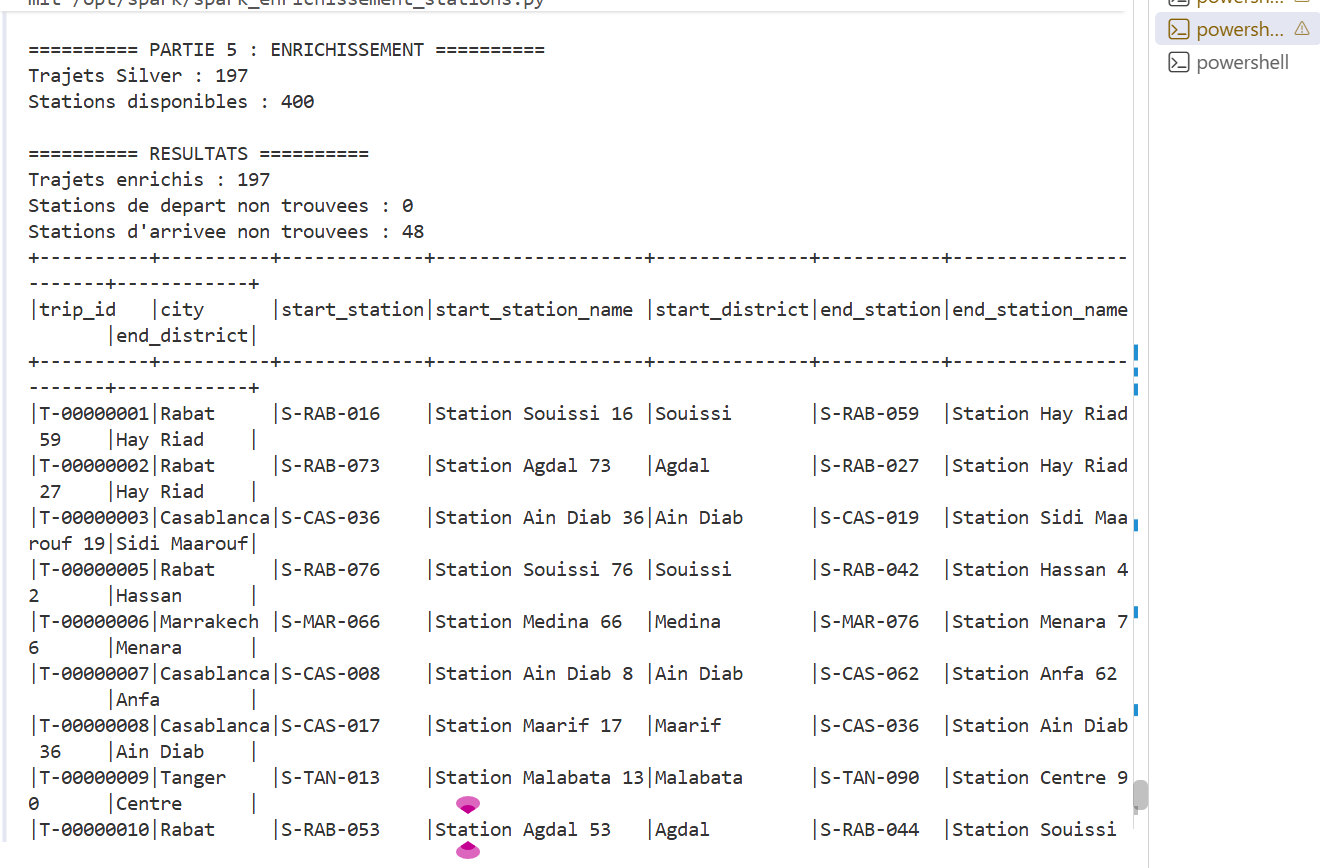 mit /opt/spark/spark_enrichissement_stations.py
========== PARTIE 5 : ENRICHISSEMENT ==========
Trajets Silver : 197
Stations disponibles : 400
========== RESULTATS ==========
Trajets enrichis : 197
Stations de depart non trouvees : 0
Stations d'arrivee non trouvees : 48
+----------+----------+-------------+-------------------+--------------+-----------+----------------
-------+------------+
|trip_id   |city      |start_station|start_station_name |start_district|end_station|end_station_name
       |end_district|
+----------+----------+-------------+-------------------+--------------+-----------+----------------
-------+------------+
|T-00000001|Rabat     |S-RAB-016    |Station Souissi 16 |Souissi       |S-RAB-059  |Station Hay Riad
 59    |Hay Riad    |
|T-00000002|Rabat     |S-RAB-073    |Station Agdal 73   |Agdal         |S-RAB-027  |Station Hay Riad
 27    |Hay Riad    |
|T-00000003|Casablanca|S-CAS-036    |Station Ain Diab 36|Ain Diab      |S-CAS-019  |Station Sidi Maa
rouf 19|Sidi Maarouf|
|T-00000005|Rabat     |S-RAB-076    |Station Souissi 76 |Souissi       |S-RAB-042  |Station Hassan 4
2      |Hassan      |
|T-00000006|Marrakech |S-MAR-066    |Station Medina 66  |Medina        |S-MAR-076  |Station Menara 7
6      |Menara      |
|T-00000007|Casablanca|S-CAS-008    |Station Ain Diab 8 |Ain Diab      |S-CAS-062  |Station Anfa 62
       |Anfa        |
|T-00000008|Casablanca|S-CAS-017    |Station Maarif 17  |Maarif        |S-CAS-036  |Station Ain Diab
 36    |Ain Diab    |
|T-00000009|Tanger    |S-TAN-013    |Station Malabata 13|Malabata      |S-TAN-090  |Station Centre 9
0      |Centre      |
|T-00000010|Rabat     |S-RAB-053    |Station Agdal 53   |Agdal         |S-RAB-044  |Station Souissi
powersh...
powersh...
powershell